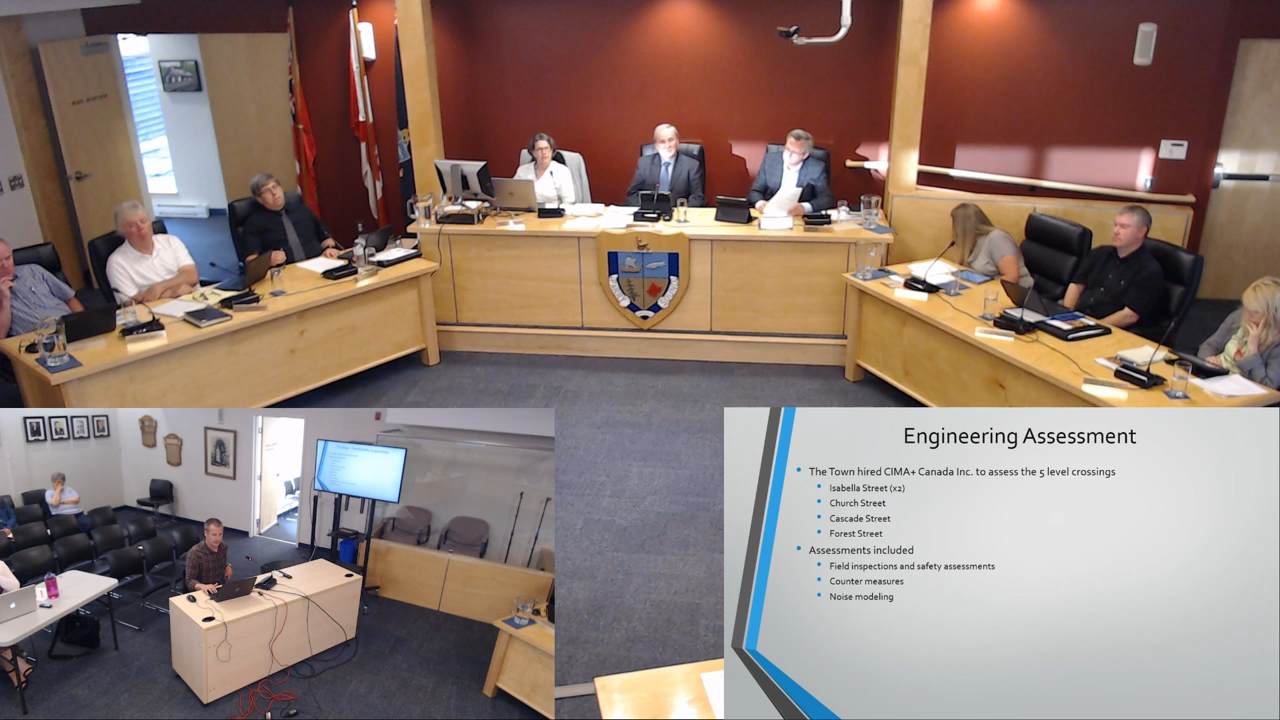 Engineering Assessment
• The Town hired CIMA+ Canada Inc. to assess the 5 level crossings
• Isabella Street (x2)
• Church Street
• Cascade Street
• Forest Street
• Assessments included
• Field inspections and safety assessments
• Counter measures
• Noise modeling